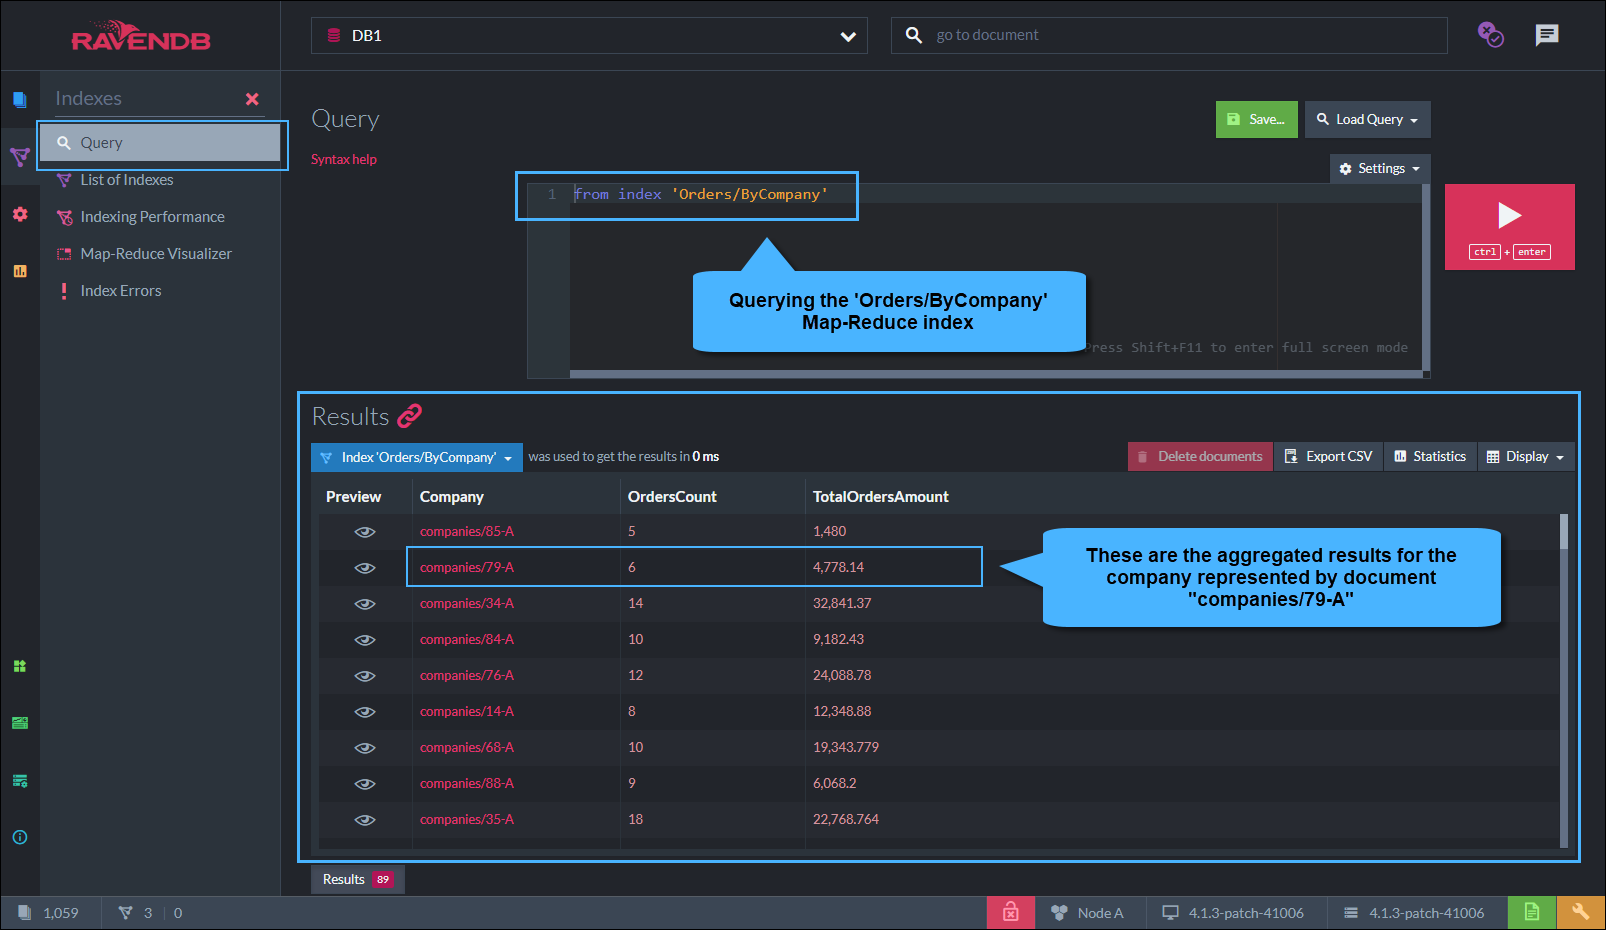 RAVENDB
DB1
go to document
Indexes
Query
List of Indexes
Indexing Performance
Map-Reduce Visualizer
Index Errors
Query
Save...
Load Query
Syntax help
Settings
1 from index 'Orders/ByCompany'
ctrl + enter
Querying the 'Orders/ByCompany'
Map-Reduce index
Press Shift+F11 to enter full screen mode
Results
Index 'Orders/ByCompany' was used to get the results in 0 ms
Delete documents
Export CSV
Statistics
Display
Preview Company OrdersCount TotalOrdersAmount
companies/85-A 5 1,480
companies/79-A 6 4,778.14
companies/34-A 14 32,841.37
companies/84-A 10 9,182.43
companies/76-A 12 24,088.78
companies/14-A 8 12,348.88
companies/68-A 10 19,343.779
companies/88-A 9 6,068.2
companies/35-A 18 22,768.764
These are the aggregated results for the
company represented by document
"companies/79-A"
Results 89
1,059
3 | 0
Node A
4.1.3-patch-41006
4.1.3-patch-41006